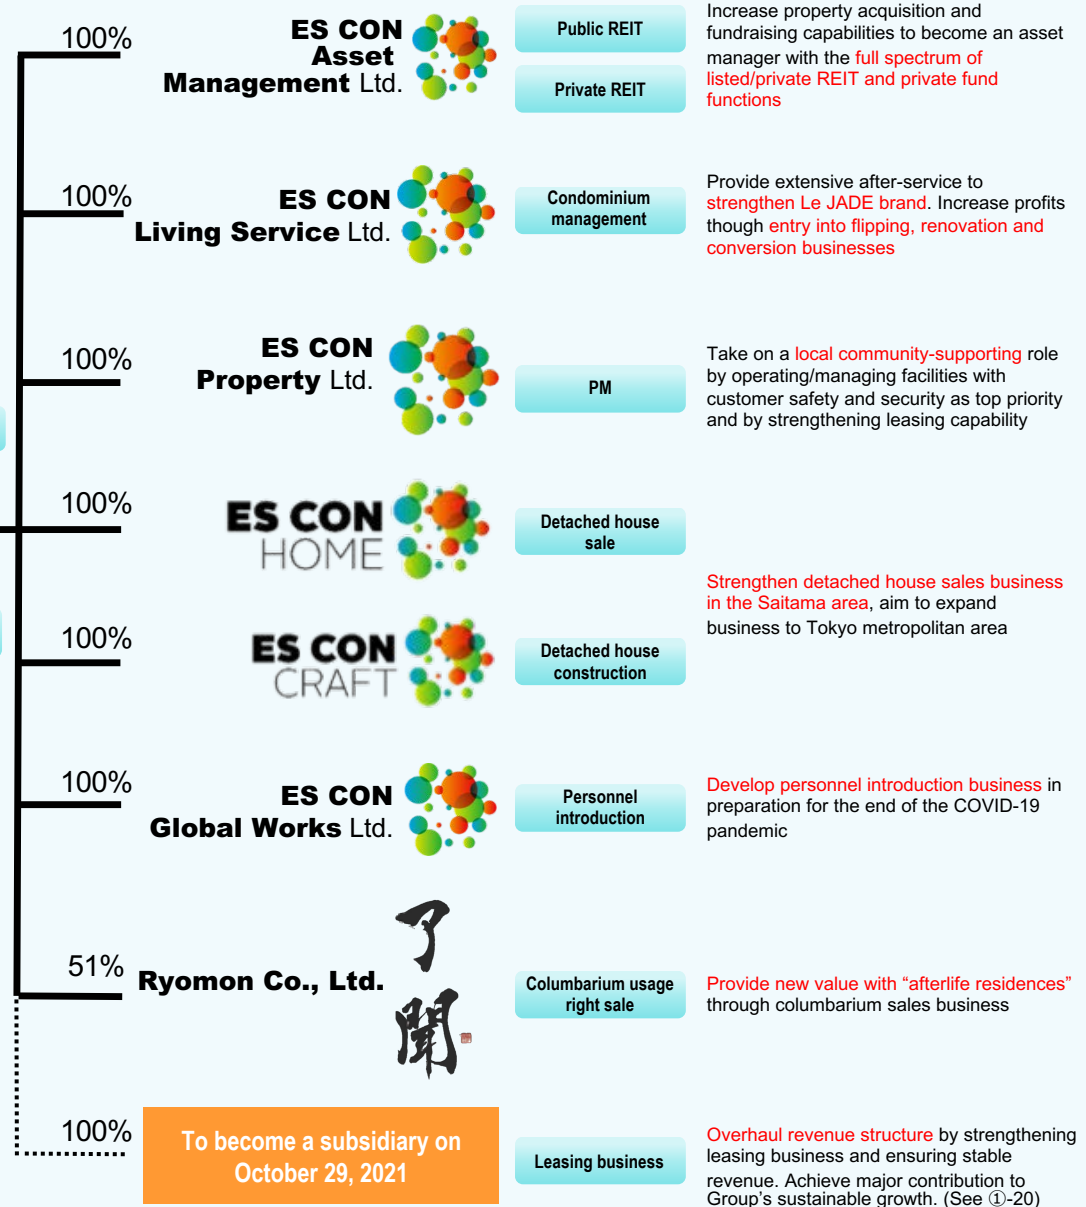 100%
ES CON
Asset
Management Ltd.
Public REIT
Private REIT
Increase property acquisition and
fundraising capabilities to become an asset
manager with the full spectrum of
listed/private REIT and private fund
functions
100%
ES CON
Living Service Ltd.
Condominium
management
Provide extensive after-service to
strengthen Le JADE brand. Increase profits
though entry into flipping, renovation and
conversion businesses
100%
ES CON
Property Ltd.
PM
Take on a local community-supporting role
by operating/managing facilities with
customer safety and security as top priority
and by strengthening leasing capability
100%
ES CON
HOME
Detached house
sale
100%
ES CON
CRAFT
Detached house
construction
Strengthen detached house sales business
in the Saitama area, aim to expand
business to Tokyo metropolitan area
100%
ES CON
Global Works Ltd.
Personnel
introduction
Develop personnel introduction business in
preparation for the end of the COVID-19
pandemic
51%
Ryomon Co., Ltd.
了
聞
Columbarium usage
right sale
Provide new value with “afterlife residences”
through columbarium sales business
100%
To become a subsidiary on
October 29, 2021
Leasing business
Overhaul revenue structure by strengthening
leasing business and ensuring stable
revenue. Achieve major contribution to
Group's sustainable growth. (See ①-20)